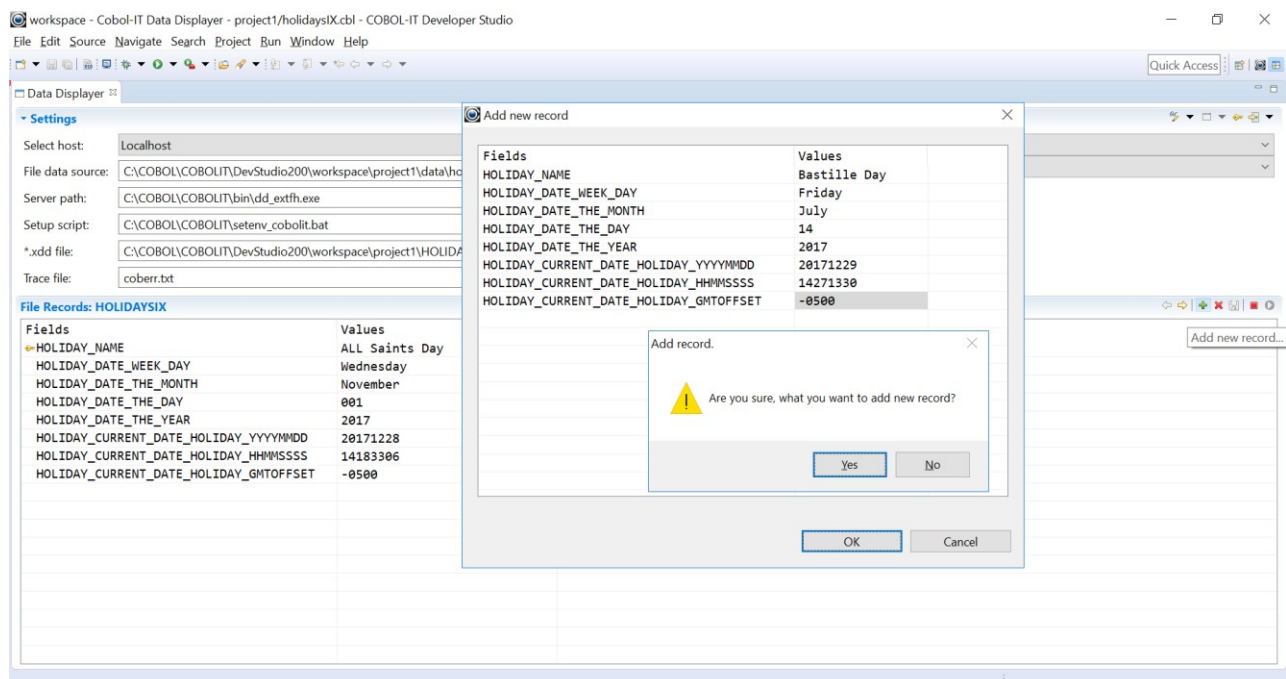 workspace - Cobol-IT Data Displayer - project1/holidaysIX.cbl - COBOL-IT Developer Studio
File Edit Source Navigate Search Project Run Window Help
Quick Access
Data Displayer
Settings
Select host: Localhost
File data source: C:\COBOL\COBOLIT\DevStudio200\workspace\project1\data\ho
Server path: C:\COBOL\COBOLIT\bin\dd_extfh.exe
Setup script: C:\COBOL\COBOLIT\setenv_cobolit.bat
*.xdd file: C:\COBOL\COBOLIT\DevStudio200\workspace\project1\HOLIDA
Trace file: coberr.txt
File Records: HOLIDAYSIX
Fields Values
HOLIDAY_NAME ALL Saints Day
HOLIDAY_DATE_WEEK_DAY Wednesday
HOLIDAY_DATE_THE_MONTH November
HOLIDAY_DATE_THE_DAY 001
HOLIDAY_DATE_THE_YEAR 2017
HOLIDAY_CURRENT_DATE_HOLIDAY_YYYYMMDD 20171228
HOLIDAY_CURRENT_DATE_HOLIDAY_HHMMSSSS 14183306
HOLIDAY_CURRENT_DATE_HOLIDAY_GMTOFFSET -0500
Add new record
Fields Values
HOLIDAY_NAME Bastille Day
HOLIDAY_DATE_WEEK_DAY Friday
HOLIDAY_DATE_THE_MONTH July
HOLIDAY_DATE_THE_DAY 14
HOLIDAY_DATE_THE_YEAR 2017
HOLIDAY_CURRENT_DATE_HOLIDAY_YYYYMMDD 20171229
HOLIDAY_CURRENT_DATE_HOLIDAY_HHMMSSSS 14271330
HOLIDAY_CURRENT_DATE_HOLIDAY_GMTOFFSET -0500
Add record.
Are you sure, what you want to add new record?
Yes No
OK Cancel
Add new record...